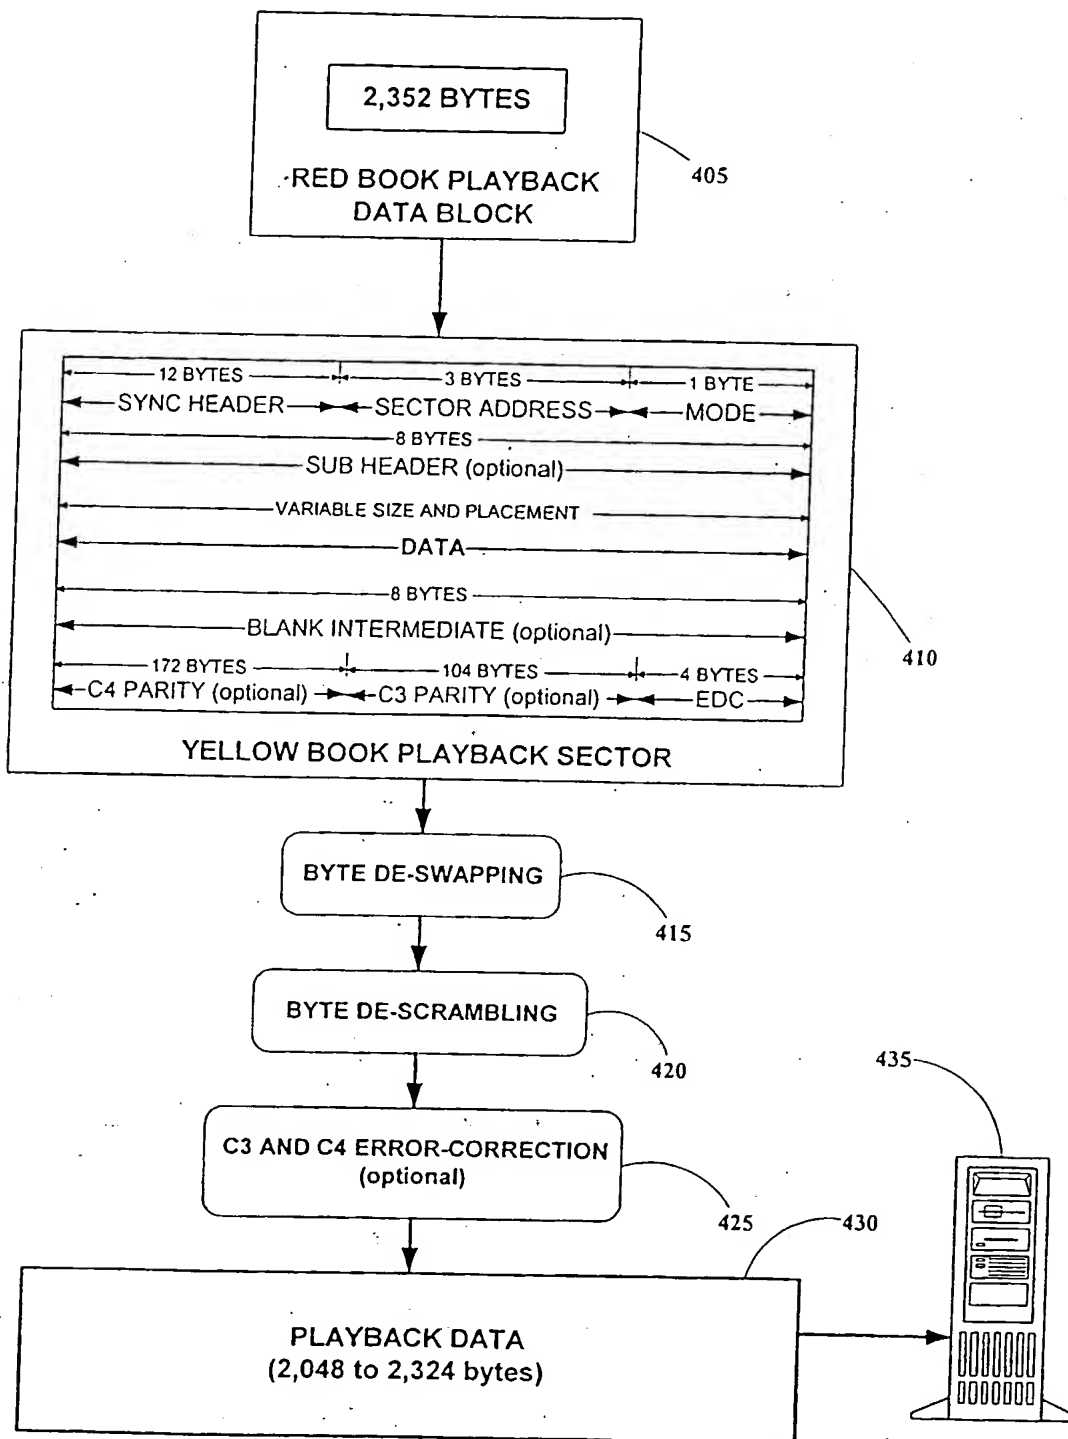 2,352 BYTES
RED BOOK PLAYBACK
DATA BLOCK
405
12 BYTES 3 BYTES 1 BYTE
SYNC HEADER SECTOR ADDRESS MODE
8 BYTES
SUB HEADER (optional)
VARIABLE SIZE AND PLACEMENT
DATA
8 BYTES
BLANK INTERMEDIATE (optional)
172 BYTES 104 BYTES 4 BYTES
C4 PARITY (optional) C3 PARITY (optional) EDC
YELLOW BOOK PLAYBACK SECTOR
410
BYTE DE-SWAPPING
415
BYTE DE-SCRAMBLING
420
C3 AND C4 ERROR-CORRECTION
(optional)
425
430
435
PLAYBACK DATA
(2,048 to 2,324 bytes)